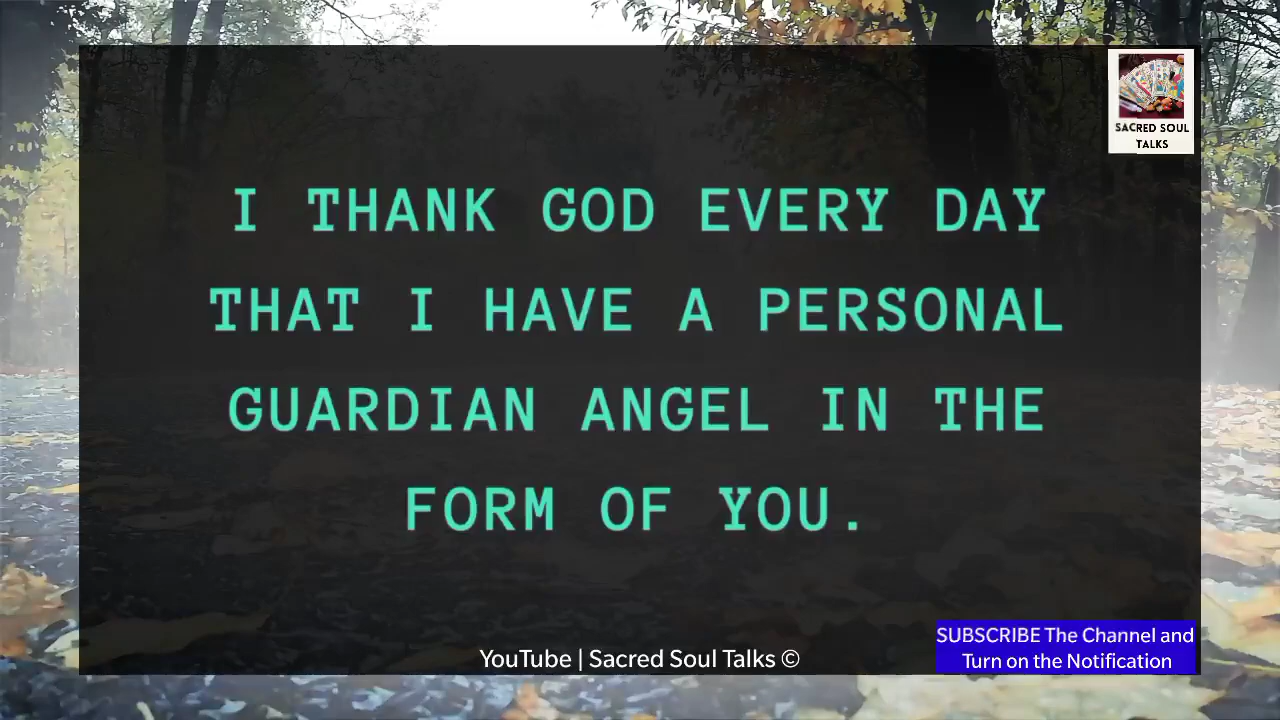 SACRED SOUL
TALKS
I THANK GOD EVERY DAY
THAT I HAVE A PERSONAL
GUARDIAN ANGEL IN THE
FORM OF YOU.
YouTube | Sacred Soul Talks ©
SUBSCRIBE The Channel and
Turn on the Notification